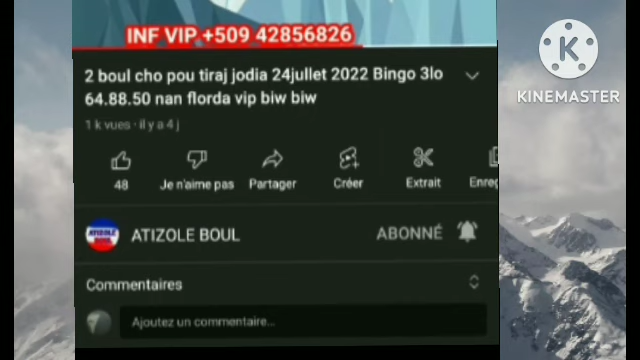 INF VIP +509 42856826
2 boul cho pou tiraj jodia 24jullet 2022 Bingo 3lo
64.88.50 nan florda vip biw biw
1 k vues · il y a 4 j
48
Je n'aime pas
Partager
Créer
Extrait
Enreg
ATIZOLE BOUL
ATIZOLE BOUL
ABONNÉ
Commentaires
Ajoutez un commentaire...
K
KINEMASTER